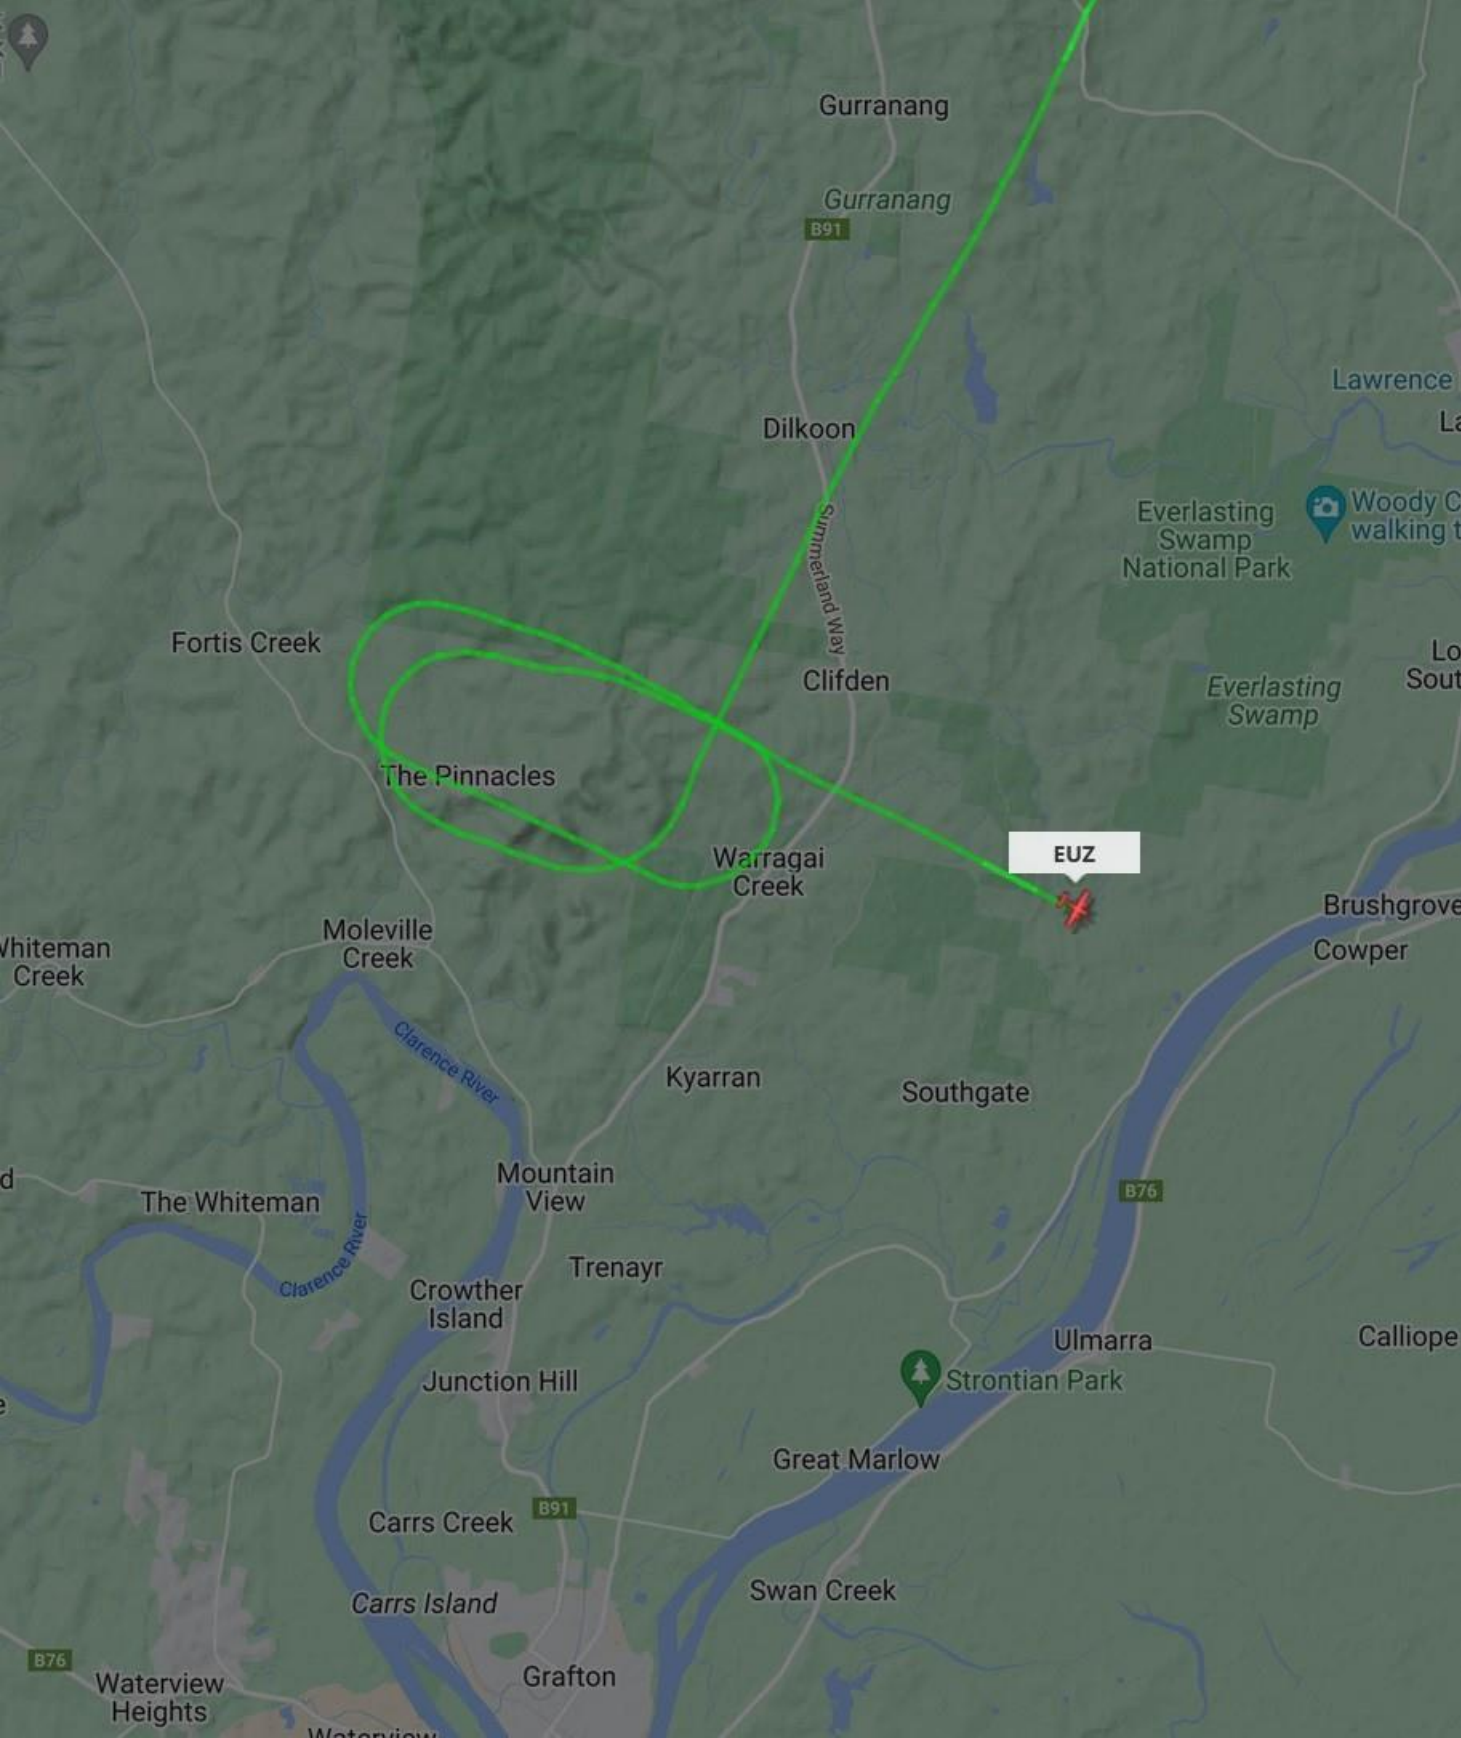 Gurranang
Gurranang
B91
Lawrence
Dilkoon
Everlasting
Swamp
National Park
Woody C
walking t
Summerland Way
Fortis Creek
Clifden
Lo
Sout
Everlasting
Swamp
The Pinnacles
EUZ
Warragai
Creek
Brushgrove
Cowper
Moleville
Creek
Whiteman
Creek
Clarence River
Kyarran
Southgate
Mountain
View
d
The Whiteman
B76
Clarence River
Trenayr
Crowther
Island
Ulmarra
Calliope
Junction Hill
Strontian Park
e
Great Marlow
B91
Carrs Creek
Swan Creek
Carrs Island
B76
Grafton
Waterview
Heights
Waterview